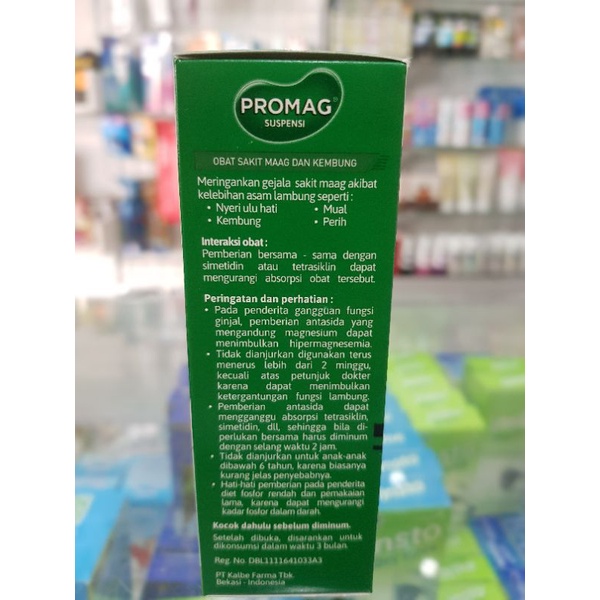 PROMAG®
SUSPENSI
OBAT SAKIT MAAG DAN KEMBUNG
Meringankan gejala sakit maag akibat
kelebihan asam lambung seperti :
• Nyeri ulu hati • Mual
• Kembung • Perih
Interaksi obat :
Pemberian bersama - sama dengan
simetidin atau tetrasiklin dapat
mengurangi absorpsi obat tersebut.
Peringatan dan perhatian :
• Pada penderita gangguan fungsi
ginjal, pemberian antasida yang
mengandung magnesium dapat
menimbulkan hipermagnesemia.
• Tidak dianjurkan digunakan terus
menerus lebih dari 2 minggu,
kecuali atas petunjuk dokter
karena dapat menimbulkan
ketergantungan fungsi lambung.
• Pemberian antasida dapat
mengganggu absorpsi tetrasiklin,
simetidin, dll, sehingga bila di-
perlukan bersama harus diminum
dengan selang waktu 2 jam.
• Tidak dianjurkan untuk anak-anak
dibawah 6 tahun, karena biasanya
kurang jelas penyebabnya.
• Hati-hati pemberian pada penderita
diet fosfor rendah dan pemakaian
lama, karena dapat mengurangi
kadar fosfor dalam darah.
Kocok dahulu sebelum diminum.
Setelah dibuka, disarankan untuk
dikonsumsi dalam waktu 3 bulan.
Reg. No. DBL1111641033A3
PT Kalbe Farma Tbk.
Bekasi - Indonesia